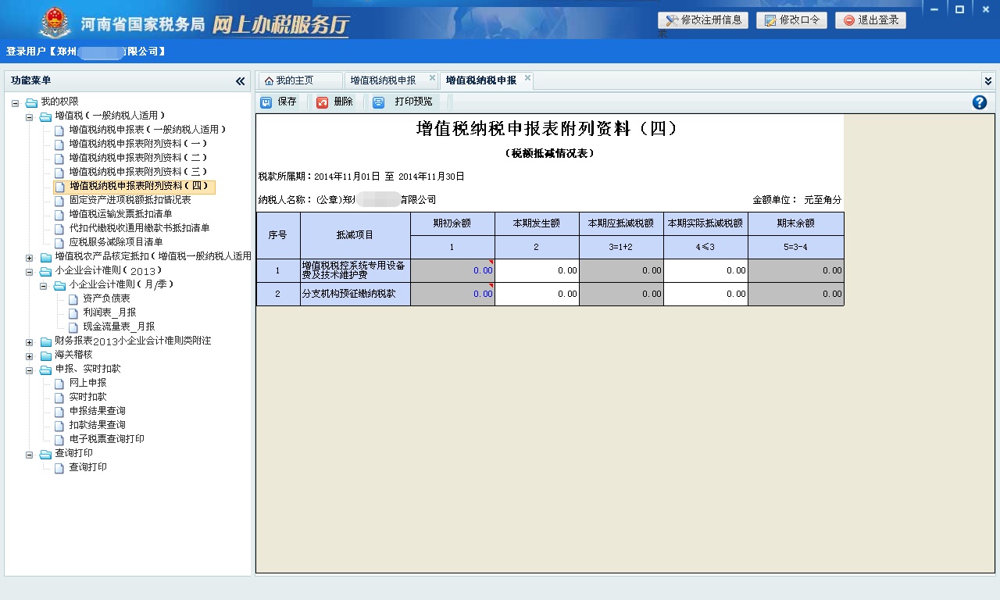 河南省国家税务局 网上办税服务厅
修改注册信息 修改口令 退出登录
录
登录用户【郑州 有限公司】
功能菜单
我的权限
增值税(一般纳税人适用)
增值税纳税申报表(一般纳税人适用)
增值税纳税申报表附列资料(一)
增值税纳税申报表附列资料(二)
增值税纳税申报表附列资料(三)
增值税纳税申报表附列资料(四)
固定资产进项税额抵扣情况表
增值税运输发票抵扣清单
代扣代缴税收通用缴款书抵扣清单
应税服务减除项目清单
增值税农产品核定抵扣(增值税一般纳税人适用
小企业会计准则(2013)
小企业会计准则(月/季)
资产负债表
利润表_月报
现金流量表_月报
财务报表2013小企业会计准则类附注
海关稽核
申报、实时扣款
网上申报
实时扣款
申报结果查询
扣款结果查询
电子税票查询打印
查询打印
查询打印
我的主页 增值税纳税申报 增值税纳税申报
保存 删除 打印预览
增值税纳税申报表附列资料(四)
(税额抵减情况表)
税款所属期:2014年11月01日 至 2014年11月30日
纳税人名称:(公章)郑 有限公司 金额单位: 元至角分
序号 抵减项目 期初余额 本期发生额 本期应抵减税额 本期实际抵减税额 期末余额
1 2 3=1+2 4≤3 5=3-4
1 增值税税控系统专用设备费及技术维护费 0.00 0.00 0.00 0.00 0.00
2 分支机构预征缴纳税款 0.00 0.00 0.00 0.00 0.00